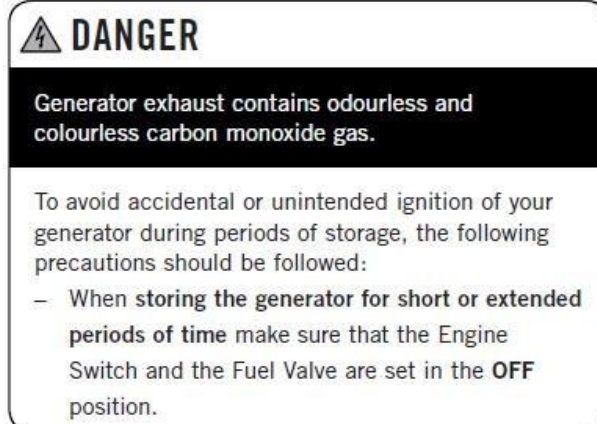 DANGER
Generator exhaust contains odourless and
colourless carbon monoxide gas.
To avoid accidental or unintended ignition of your
generator during periods of storage, the following
precautions should be followed:
– When storing the generator for short or extended
periods of time make sure that the Engine
Switch and the Fuel Valve are set in the OFF
position.